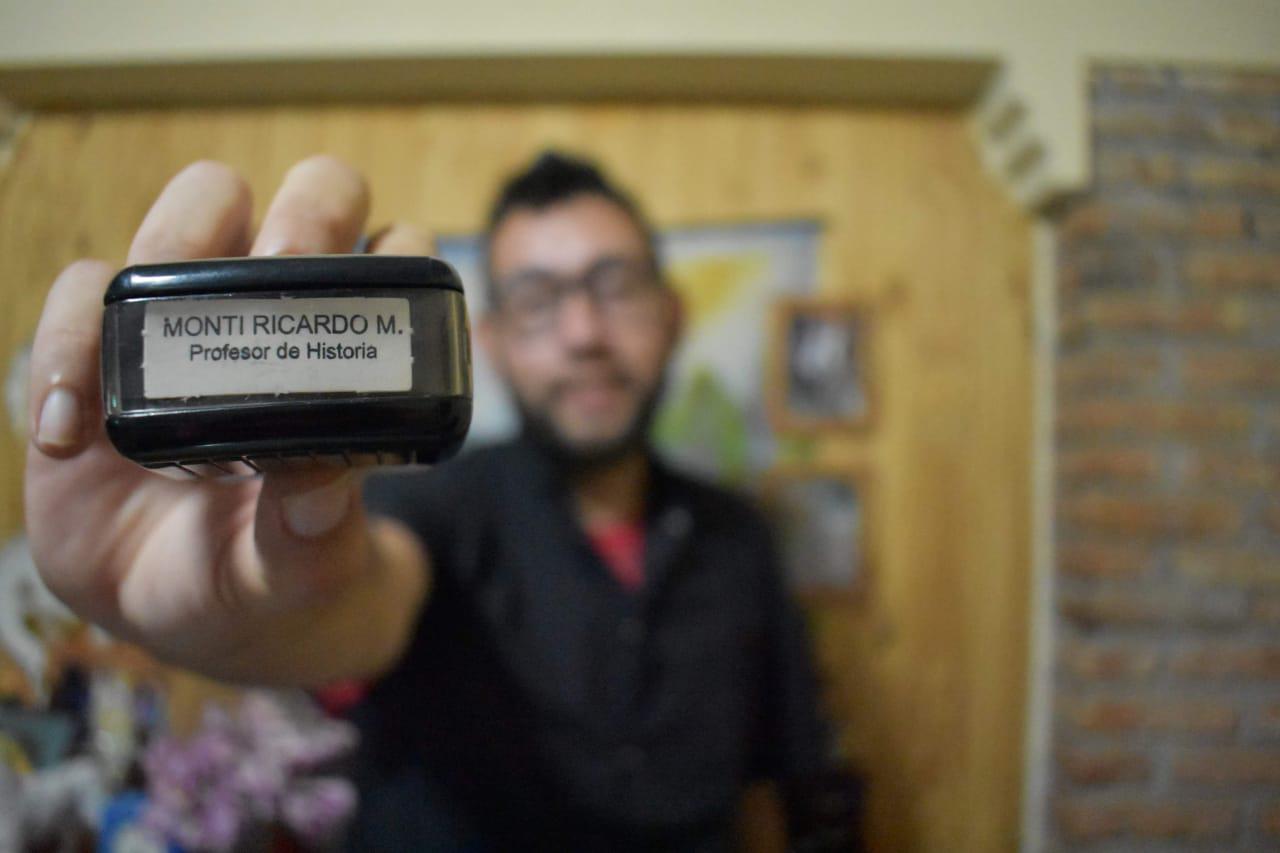 MONTI RICARDO M.
Profesor de Historia